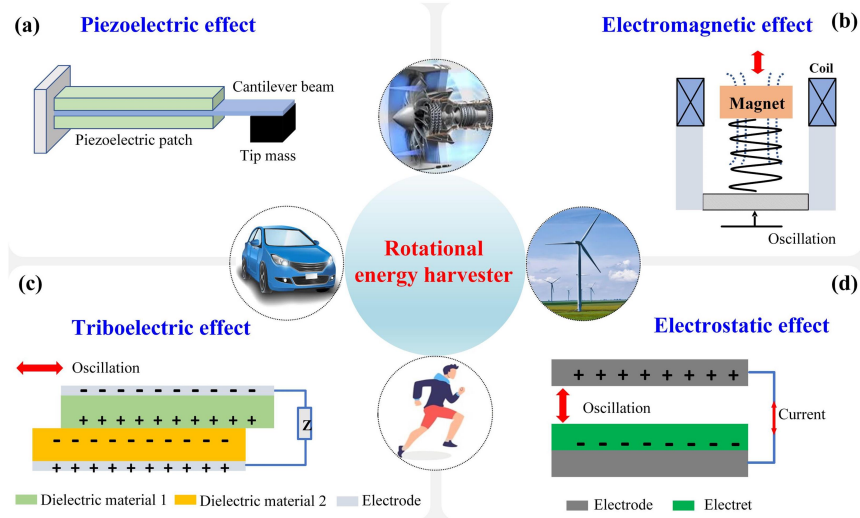 (a)
Piezoelectric effect
Cantilever beam
Piezoelectric patch
Tip mass
Electromagnetic effect
(b)
Coil
Magnet
Oscillation
Rotational
energy harvester
(c)
Triboelectric effect
Oscillation
- - - - - - - - -
+ + + + + + + + +
Z
- - - - - - - - -
+ + + + + + + + +
Dielectric material 1
Dielectric material 2
Electrode
(d)
Electrostatic effect
+ + + + + + + +
Oscillation
Current
- - - - - - - -
Electrode
Electret